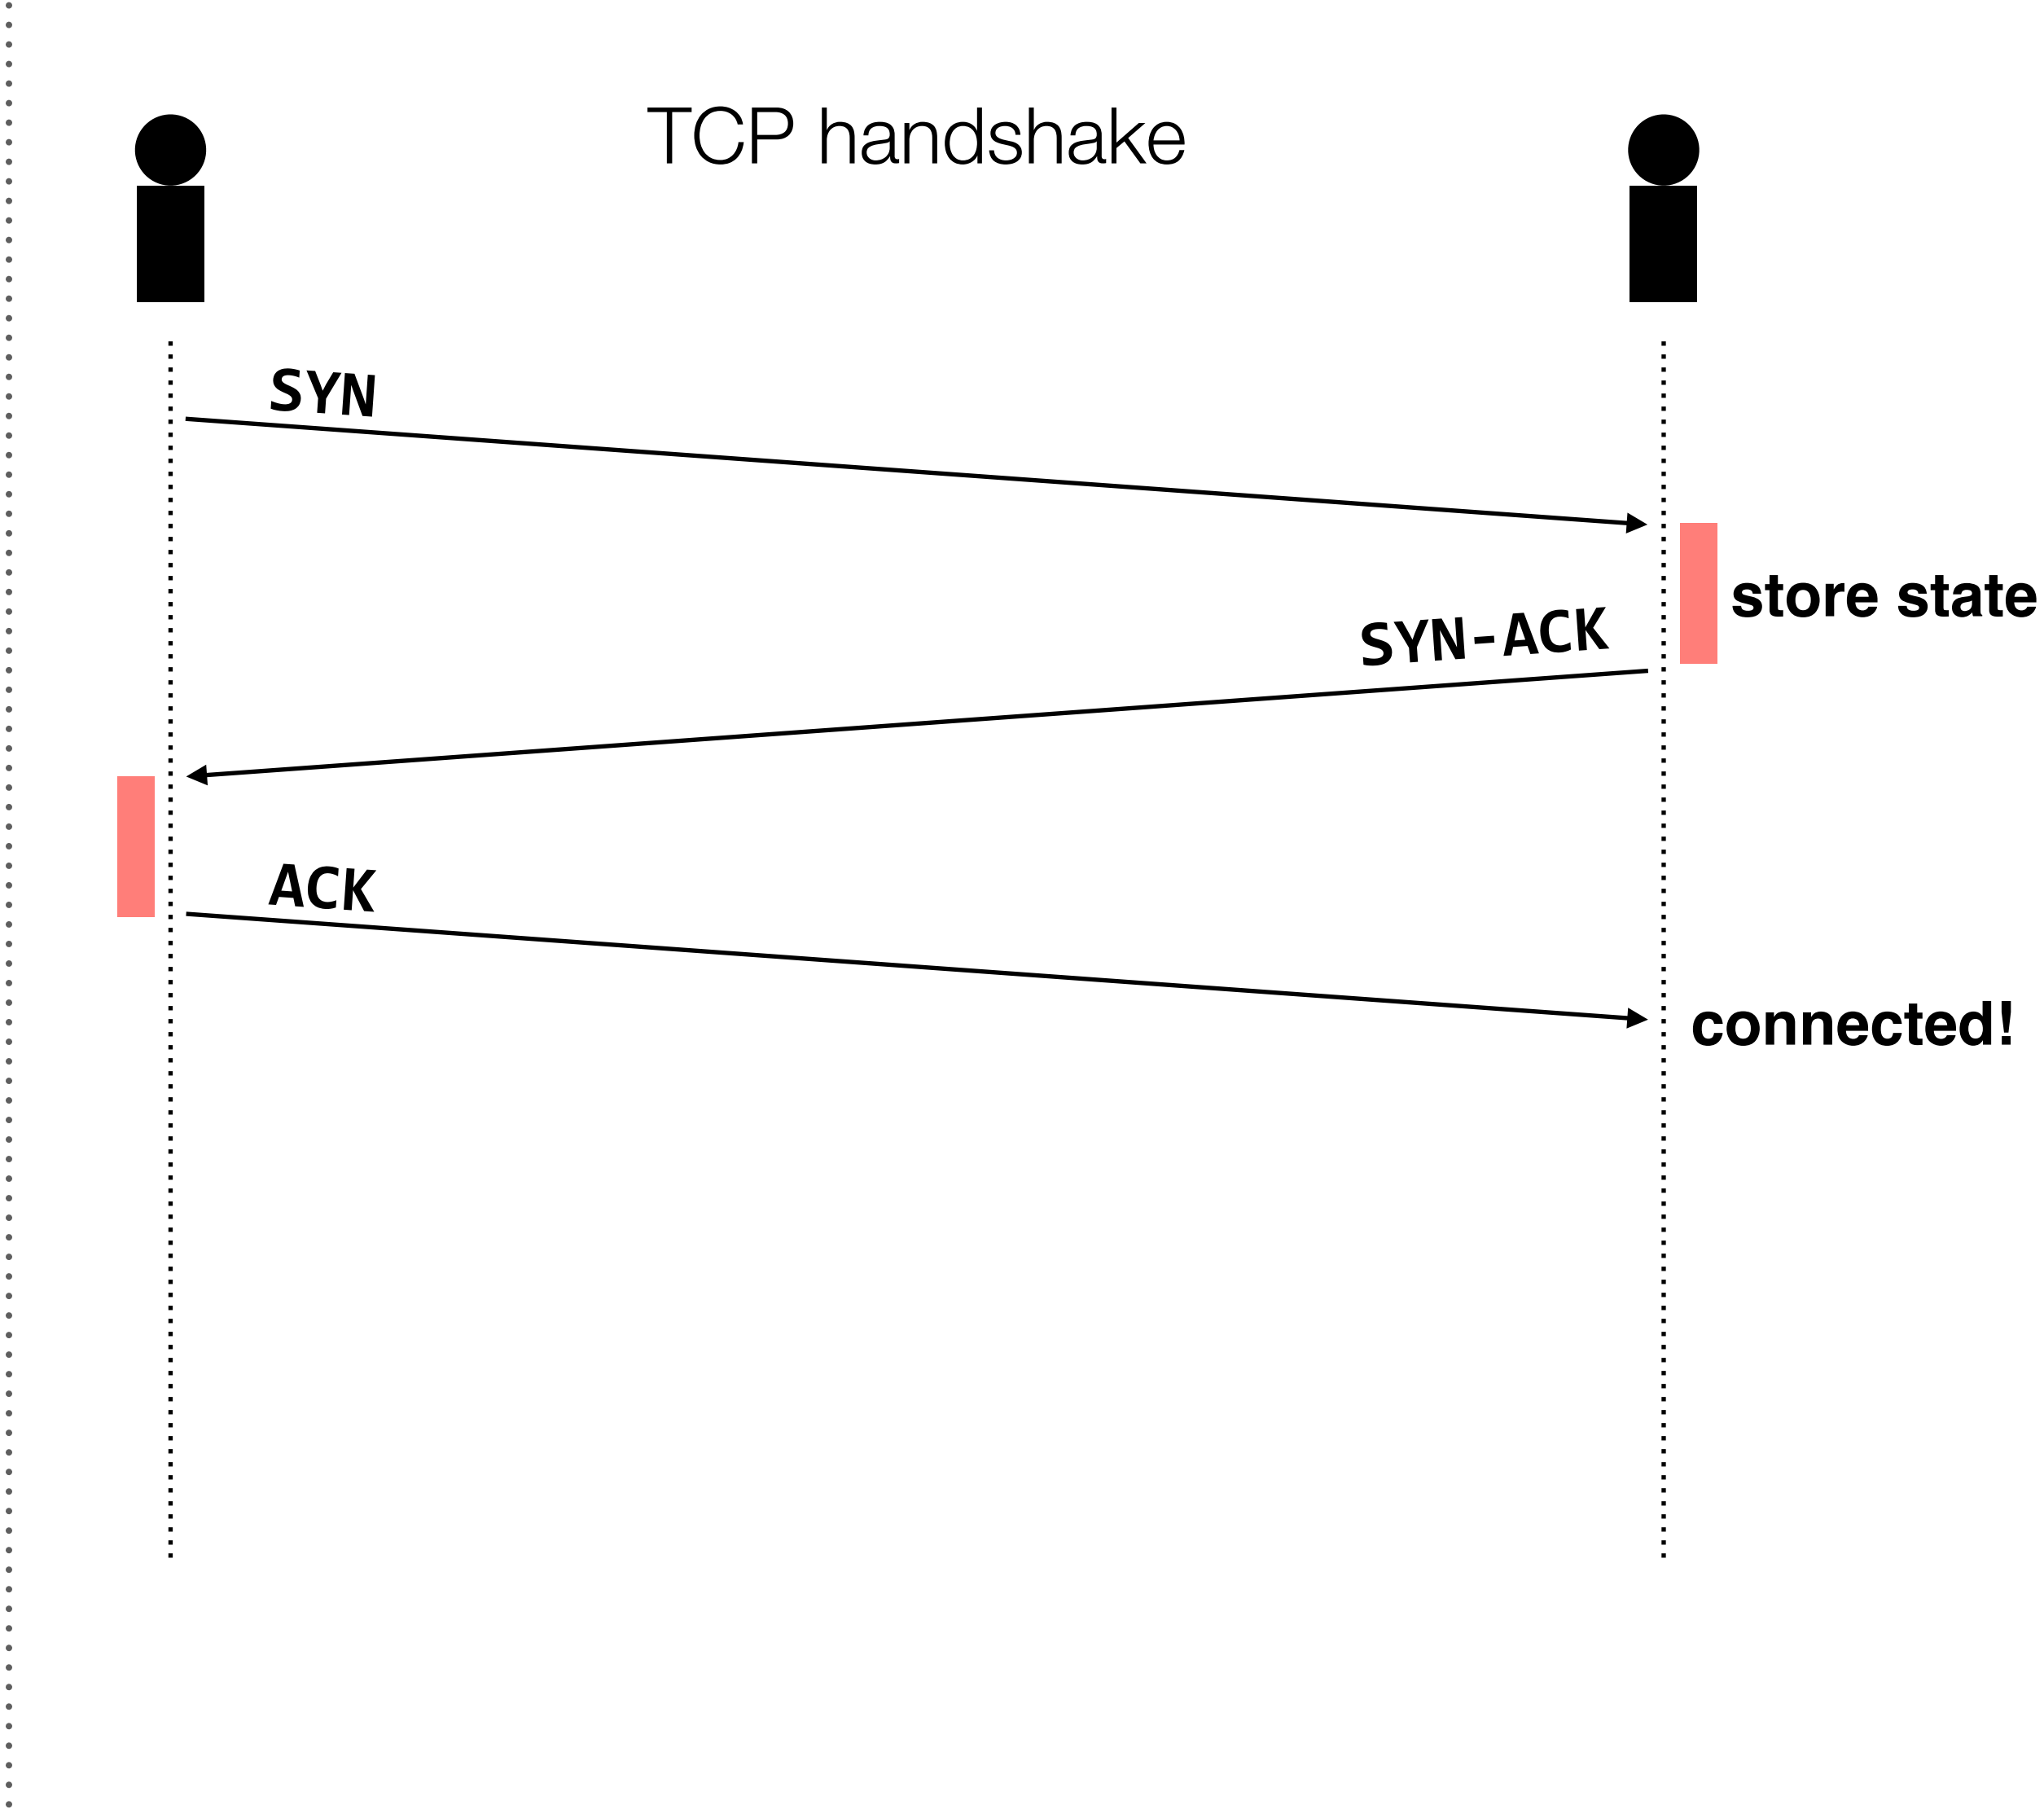 TCP handshake
SYN
store state
SYN-ACK
ACK
connected!